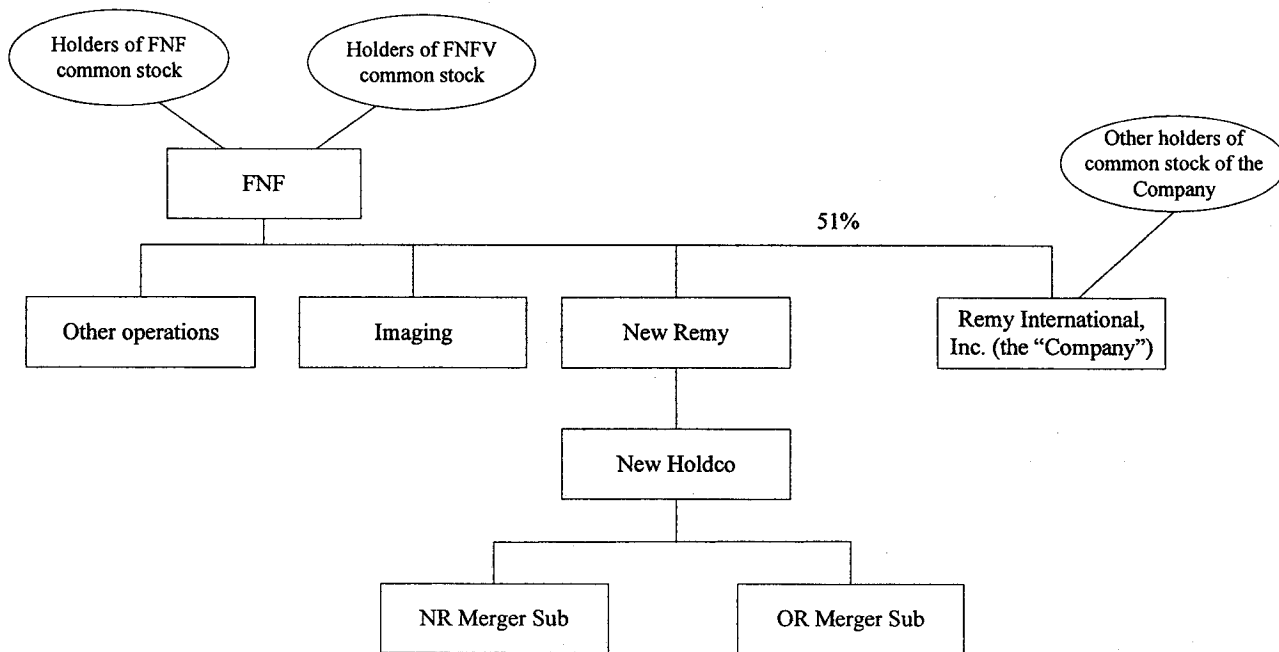 Holders of FNF
common stock
Holders of FNFV
common stock
Other holders of
common stock of the
Company
FNF
51%
Other operations
Imaging
New Remy
Remy International,
Inc. (the “Company”)
New Holdco
NR Merger Sub
OR Merger Sub